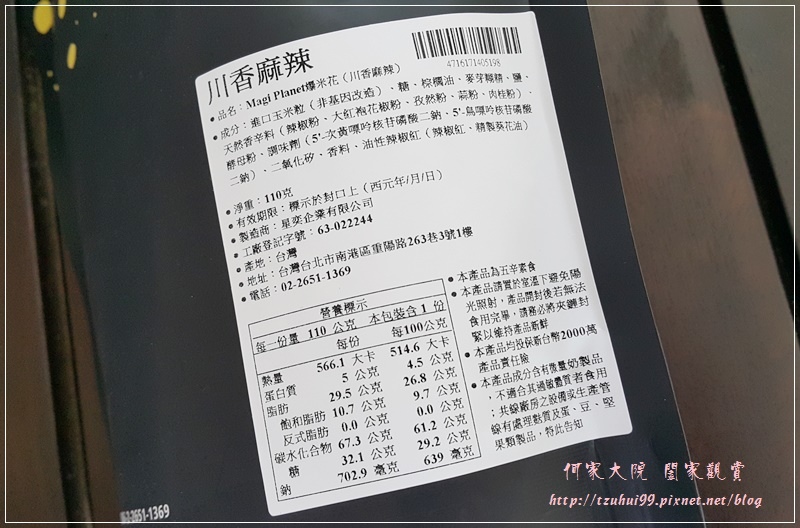 川香麻辣
4716171405198
●品名：Magi Planet爆米花（川香麻辣）
●成分：進口玉米粒（非基因改造）、糖、棕櫚油、麥芽糊精、鹽、
天然香辛料（辣椒粉、大紅袍花椒粉、孜然粉、蒜粉、肉桂粉）、
酵母粉、調味劑（5'-次黃嘌呤核苷磷酸二鈉、5'-鳥嘌呤核苷磷酸
二鈉）、二氧化矽、香料、油性辣椒紅（辣椒紅、精製葵花油）
●淨重：110克
●有效期限：標示於封口上（西元年/月/日）
●製造商：星奕企業有限公司
●工廠登記字號：63-022244
●產地：台灣
●地址：台灣台北市南港區重陽路263巷3號1樓
●電話：02-2651-1369
營養標示
每一份量 110 公克 本包裝含 1 份
每份 每100公克
熱量 566.1 大卡 514.6 大卡
蛋白質 5 公克 4.5 公克
脂肪 29.5 公克 26.8 公克
飽和脂肪 10.7 公克 9.7 公克
反式脂肪 0.0 公克 0.0 公克
碳水化合物 67.3 公克 61.2 公克
糖 32.1 公克 29.2 公克
鈉 702.9 毫克 639 毫克
●本產品為五辛素食
●本產品請置於室溫下避免陽
光照射，產品開封後若無法
食用完畢，請務必將夾鏈封
緊以維持產品新鮮
●本產品均投保新台幣2000萬
產品責任險
●本產品成分含有微量奶製品
，不適合其過敏體質者食用
；共線廠房之設備或生產管
線有處理麩質及蛋、豆、堅
果類製品，特此告知
2651-1369
何家大院 閤家觀賞
http://tzuhui99.pixnet.net/blog